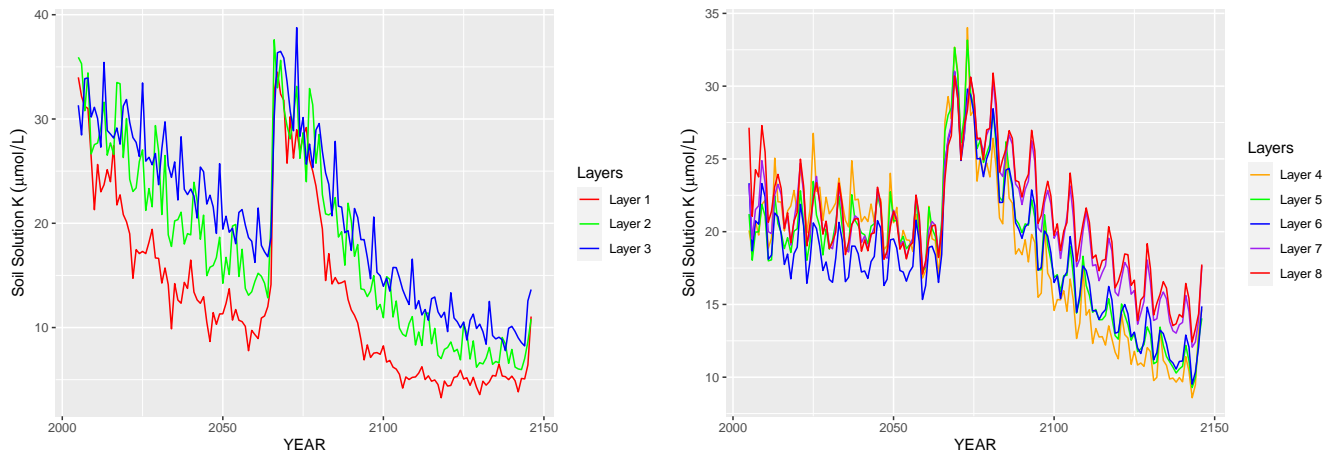 Soil Solution K (μmol/L)
40
30
20
10
2000
2050
2100
2150
YEAR
Layers
Layer 1
Layer 2
Layer 3
Soil Solution K (μmol/L)
35
30
25
20
15
10
2000
2050
2100
2150
YEAR
Layers
Layer 4
Layer 5
Layer 6
Layer 7
Layer 8